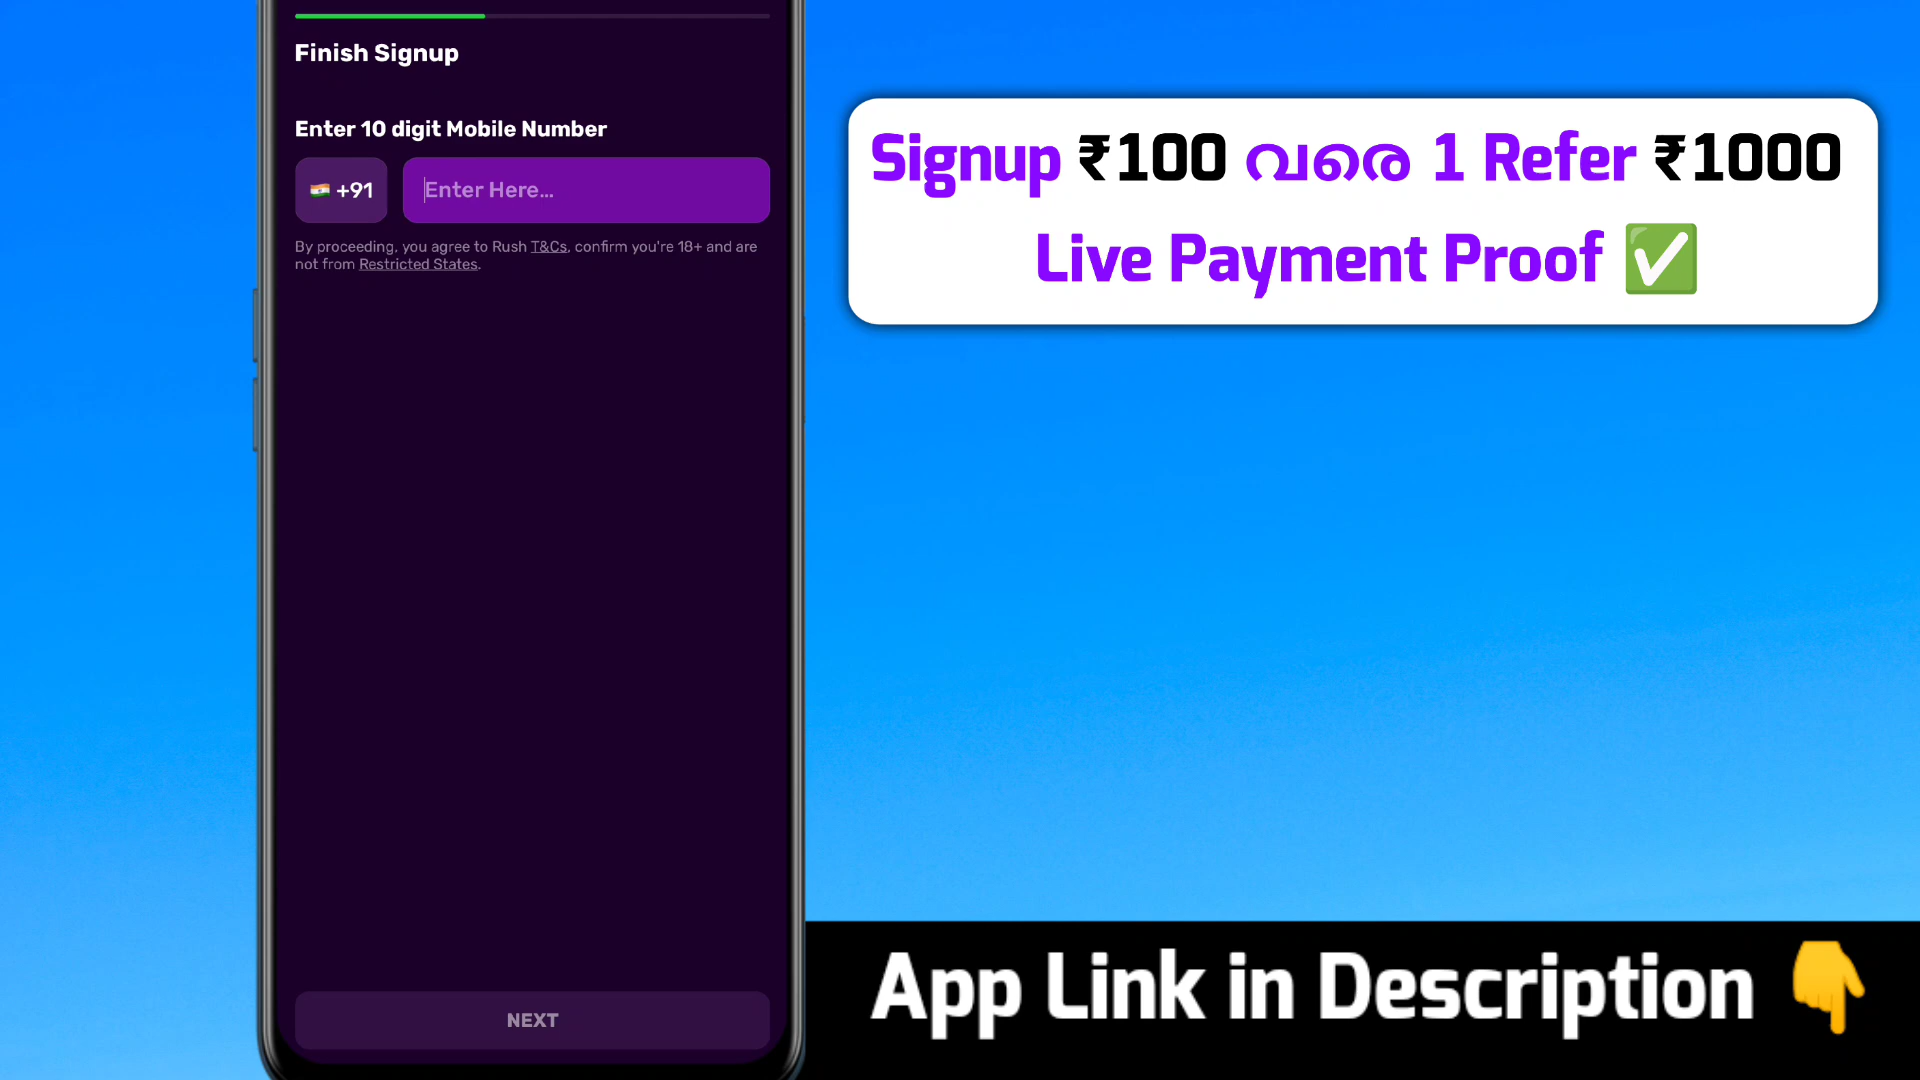 Finish Signup
Enter 10 digit Mobile Number
+91
Enter Here...
By proceeding, you agree to Rush T&Cs, confirm you're 18+ and are
not from Restricted States.
NEXT
Signup ₹100 വരെ 1 Refer ₹1000
Live Payment Proof ✅
App Link in Description 👇